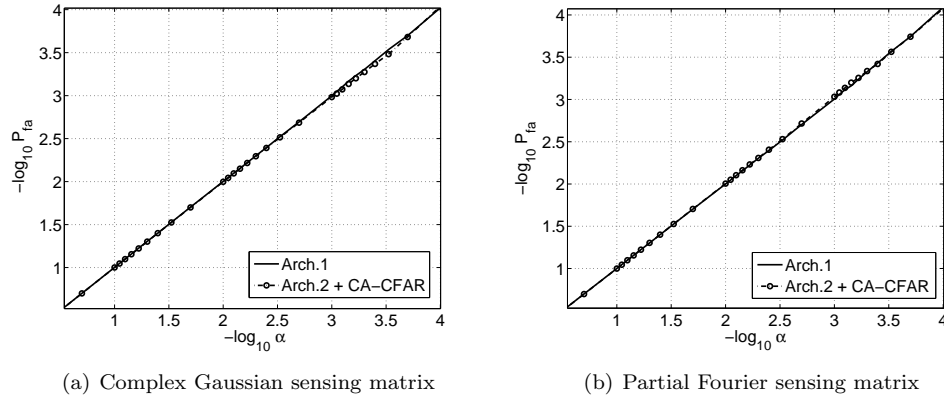 4
3.5
3
2.5
2
1.5
1
−log10 Pfa
Arch.1
Arch.2 + CA−CFAR
1 1.5 2 2.5 3 3.5 4
−log10 α
(a) Complex Gaussian sensing matrix
4
3.5
3
2.5
2
1.5
1
−log10 Pfa
Arch.1
Arch.2 + CA−CFAR
1 1.5 2 2.5 3 3.5 4
−log10 α
(b) Partial Fourier sensing matrix